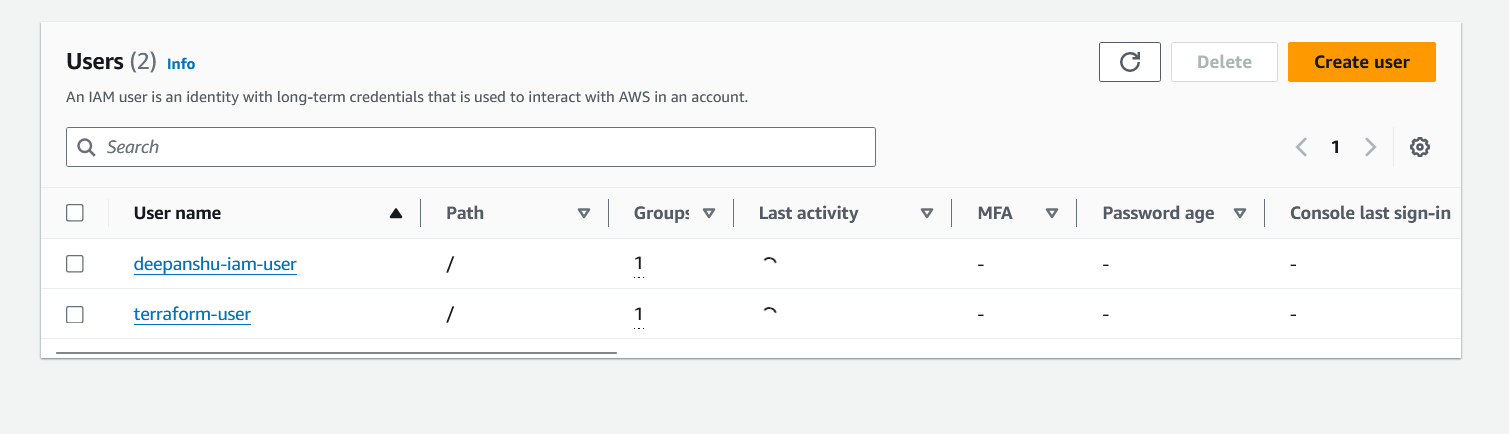 Users (2) Info
Delete
Create user
An IAM user is an identity with long-term credentials that is used to interact with AWS in an account.
Search
1
User name Path Groups Last activity MFA Password age Console last sign-in
deepanshu-iam-user / 1 - - -
terraform-user / 1 - - -